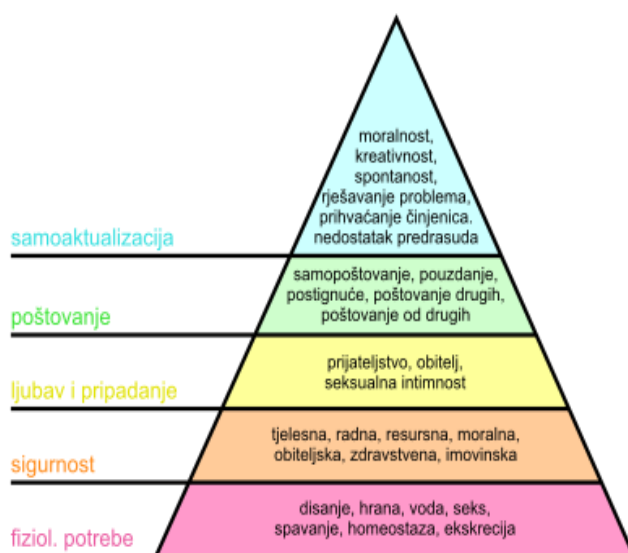 moralnost,
kreativnost,
spontanost,
rješavanje problema,
prihvaćanje činjenica.
nedostatak predrasuda
samoaktualizacija
samopoštovanje, pouzdanje,
postignuće, poštovanje drugih,
poštovanje od drugih
poštovanje
prijateljstvo, obitelj,
seksualna intimnost
ljubav i pripadanje
tjelesna, radna, resursna, moralna,
obiteljska, zdravstvena, imovinska
sigurnost
disanje, hrana, voda, seks,
spavanje, homeostaza, ekskrecija
fiziol. potrebe